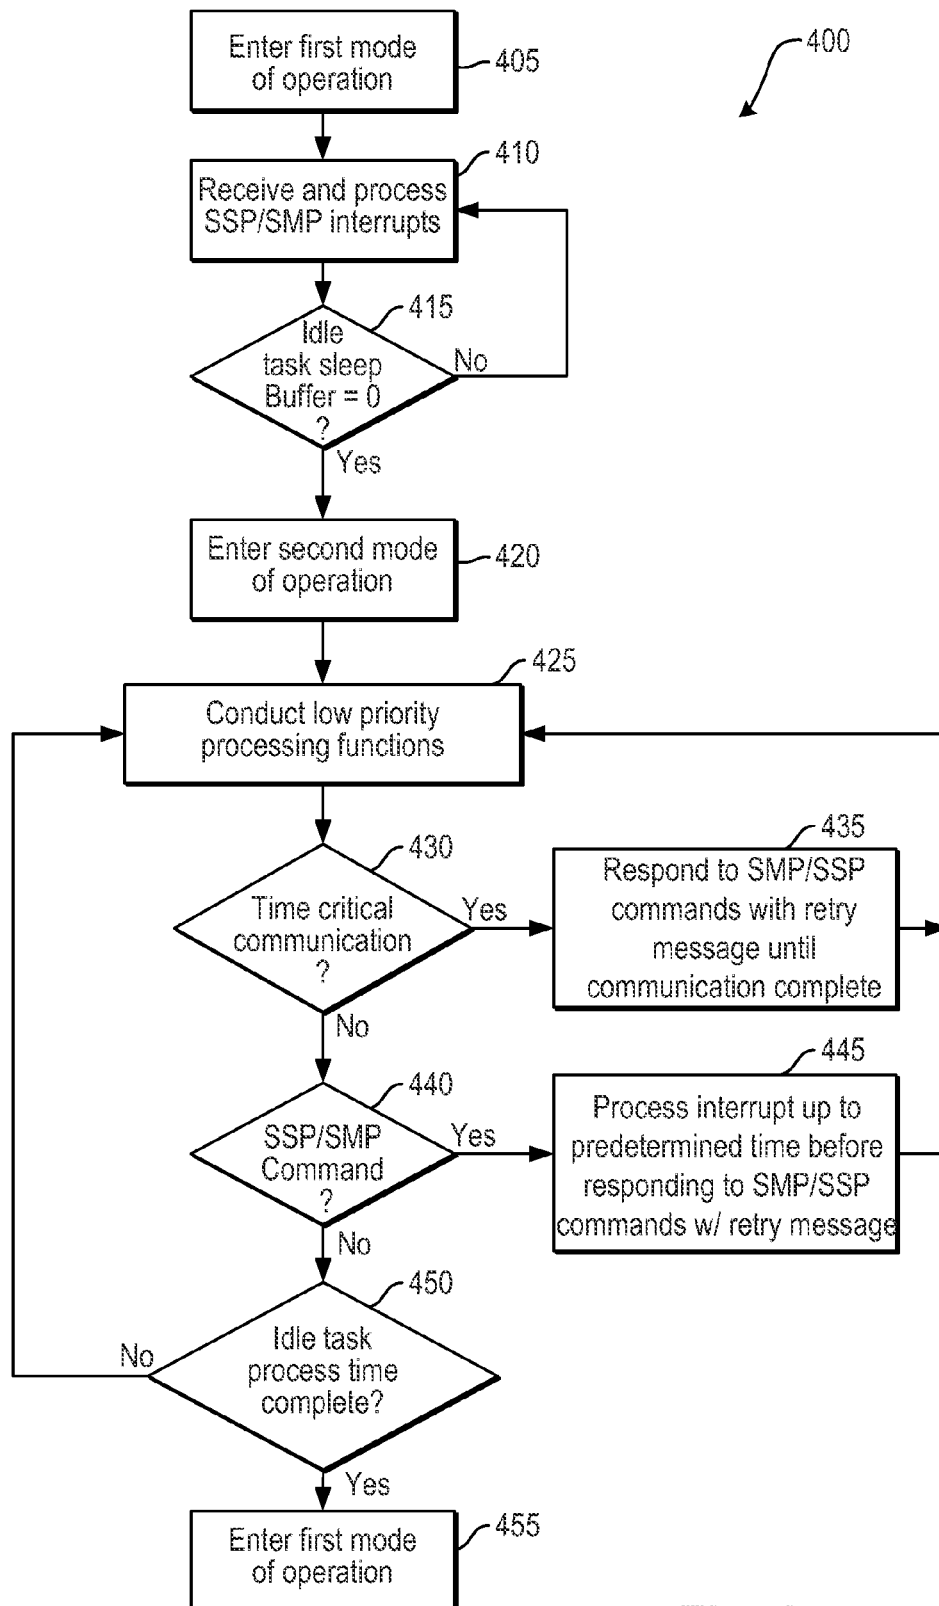 Enter first mode
of operation
405
400
410
Receive and process
SSP/SMP interrupts
415
Idle
task sleep
Buffer = 0
?
No
Yes
Enter second mode
of operation
420
425
Conduct low priority
processing functions
430
Time critical
communication
?
Yes
No
435
Respond to SMP/SSP
commands with retry
message until
communication complete
440
SSP/SMP
Command
?
Yes
No
445
Process interrupt up to
predetermined time before
responding to SMP/SSP
commands w/ retry message
450
Idle task
process time
complete?
No
Yes
Enter first mode
of operation
455